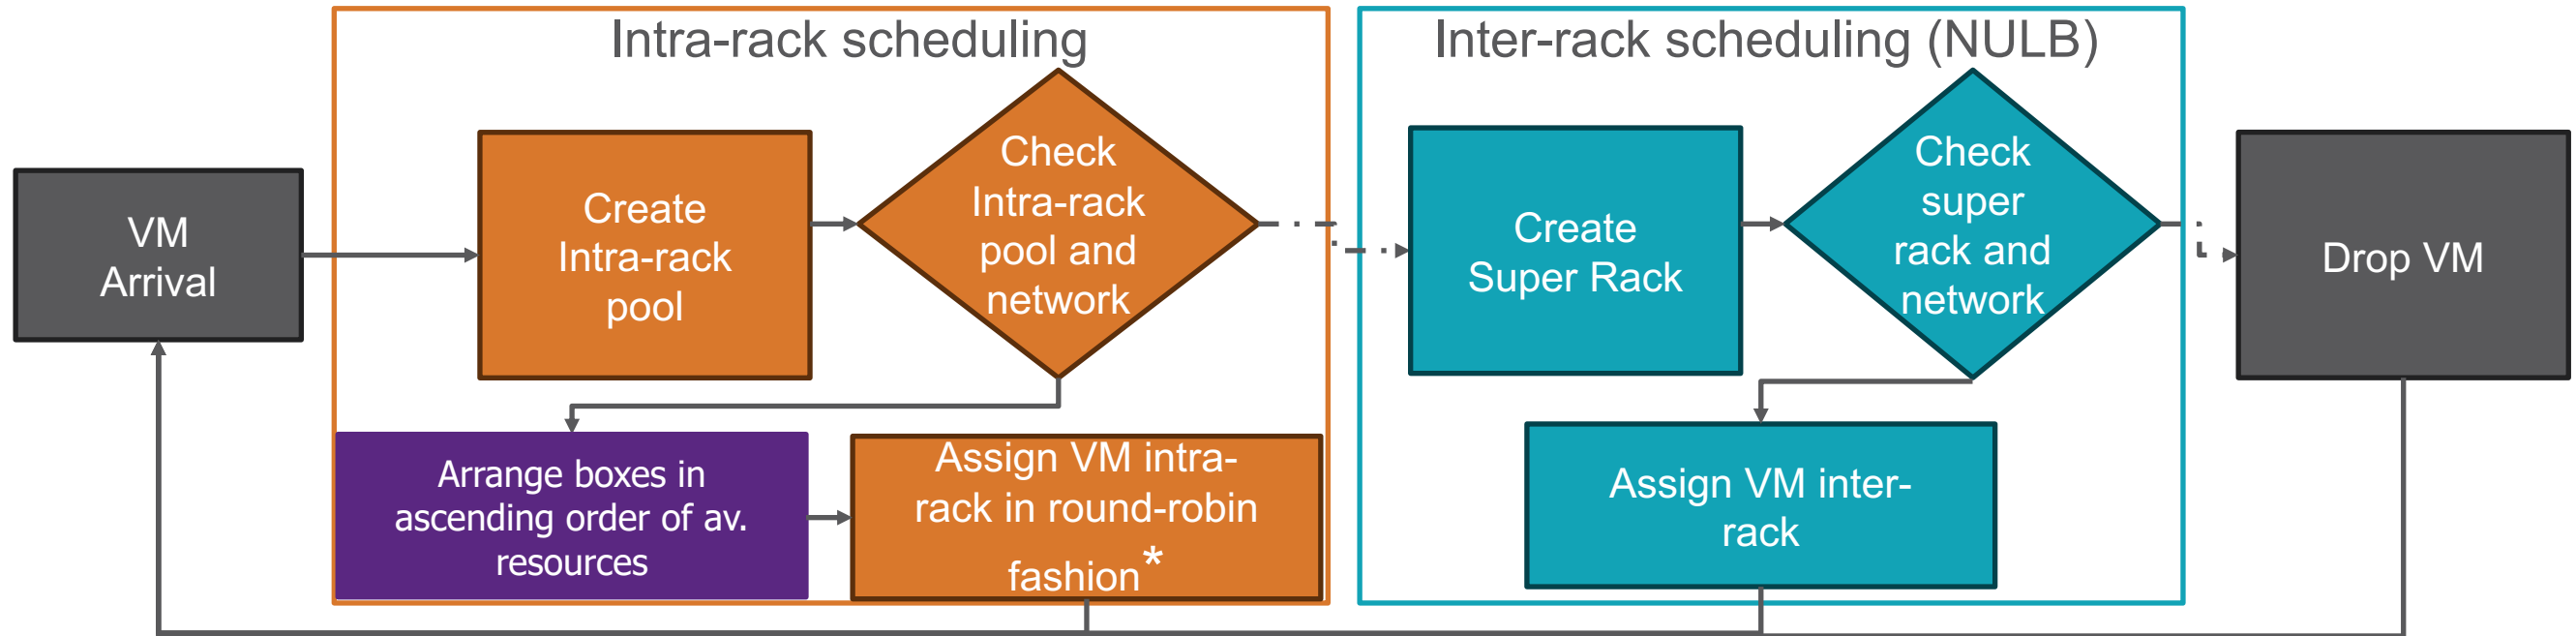 Intra-rack scheduling
Inter-rack scheduling (NULB)
VM
Arrival
Create
Intra-rack
pool
Check
Intra-rack
pool and
network
Create
Super Rack
Check
super
rack and
network
Drop VM
Arrange boxes in
ascending order of av.
resources
Assign VM intra-
rack in round-robin
fashion*
Assign VM inter-
rack